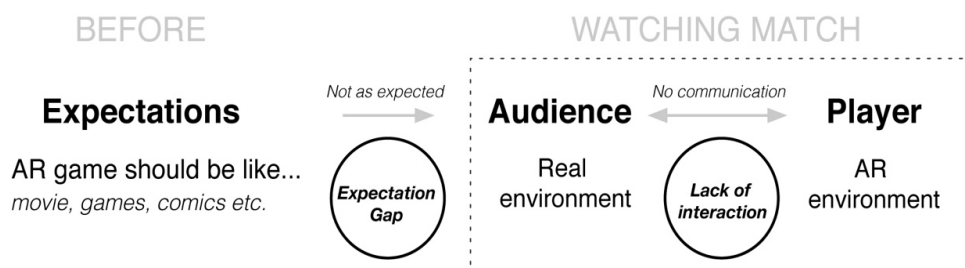 BEFORE
WATCHING MATCH
Expectations
AR game should be like...
movie, games, comics etc.
Not as expected
Expectation
Gap
Audience
Real
environment
No communication
Lack of
interaction
Player
AR
environment